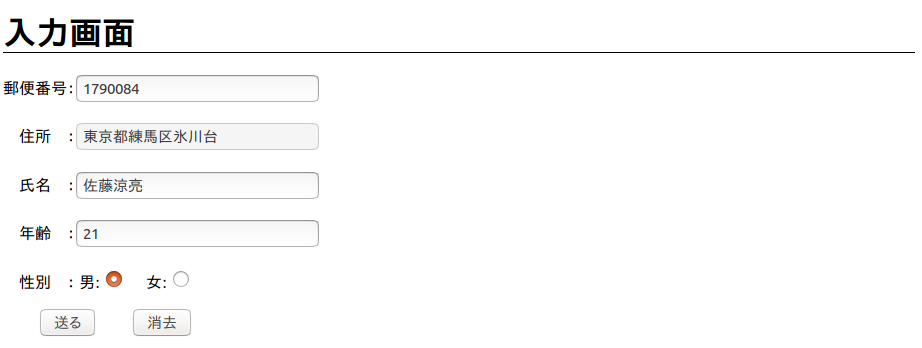 入力画面
郵便番号: 1790084
住所 : 東京都練馬区氷川台
氏名 : 佐藤涼亮
年齢 : 21
性別 : 男: 女:
送る 消去